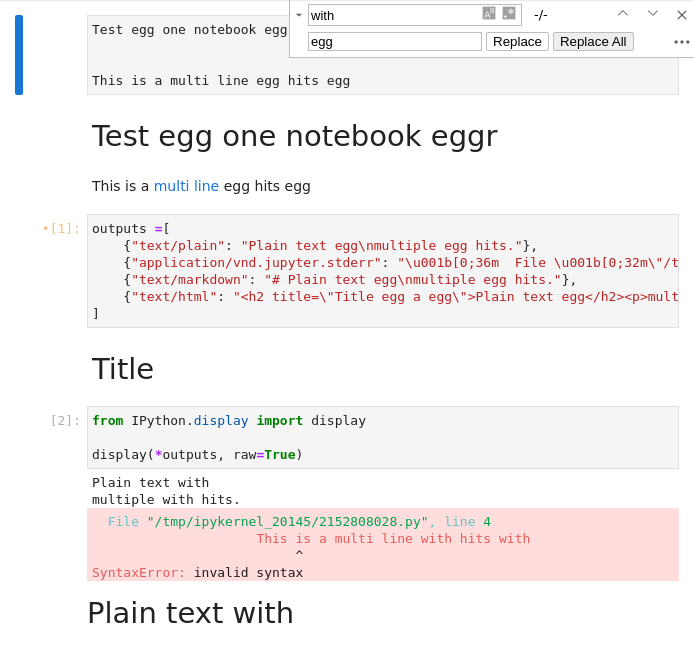 with
-/-
egg
Replace
Replace All
Test egg one notebook egg
This is a multi line egg hits egg
Test egg one notebook eggr
This is a multi line egg hits egg
•[1]:
outputs =[
    {"text/plain": "Plain text egg\nmultiple egg hits."},
    {"application/vnd.jupyter.stderr": "\u001b[0;36m  File \u001b[0;32m\"/t
    {"text/markdown": "# Plain text egg\nmultiple egg hits."},
    {"text/html": "<h2 title=\"Title egg a egg\">Plain text egg</h2><p>mult
]
Title
[2]:
from IPython.display import display
display(*outputs, raw=True)
Plain text with
multiple with hits.
  File "/tmp/ipykernel_20145/2152808028.py", line 4
    This is a multi line with hits with
^
SyntaxError: invalid syntax
Plain text with